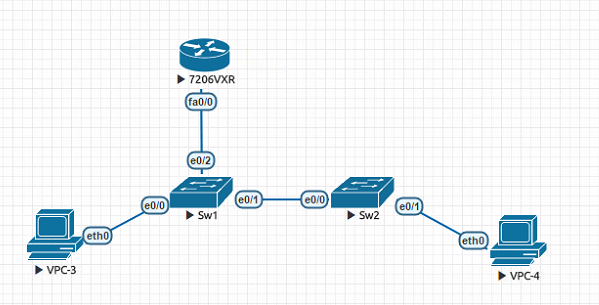 ▶ 7206VXR
fa0/0
e0/2
e0/0
e0/1
e0/0
▶ Sw1
▶ Sw2
e0/1
eth0
eth0
▶ VPC-3
▶ VPC-4